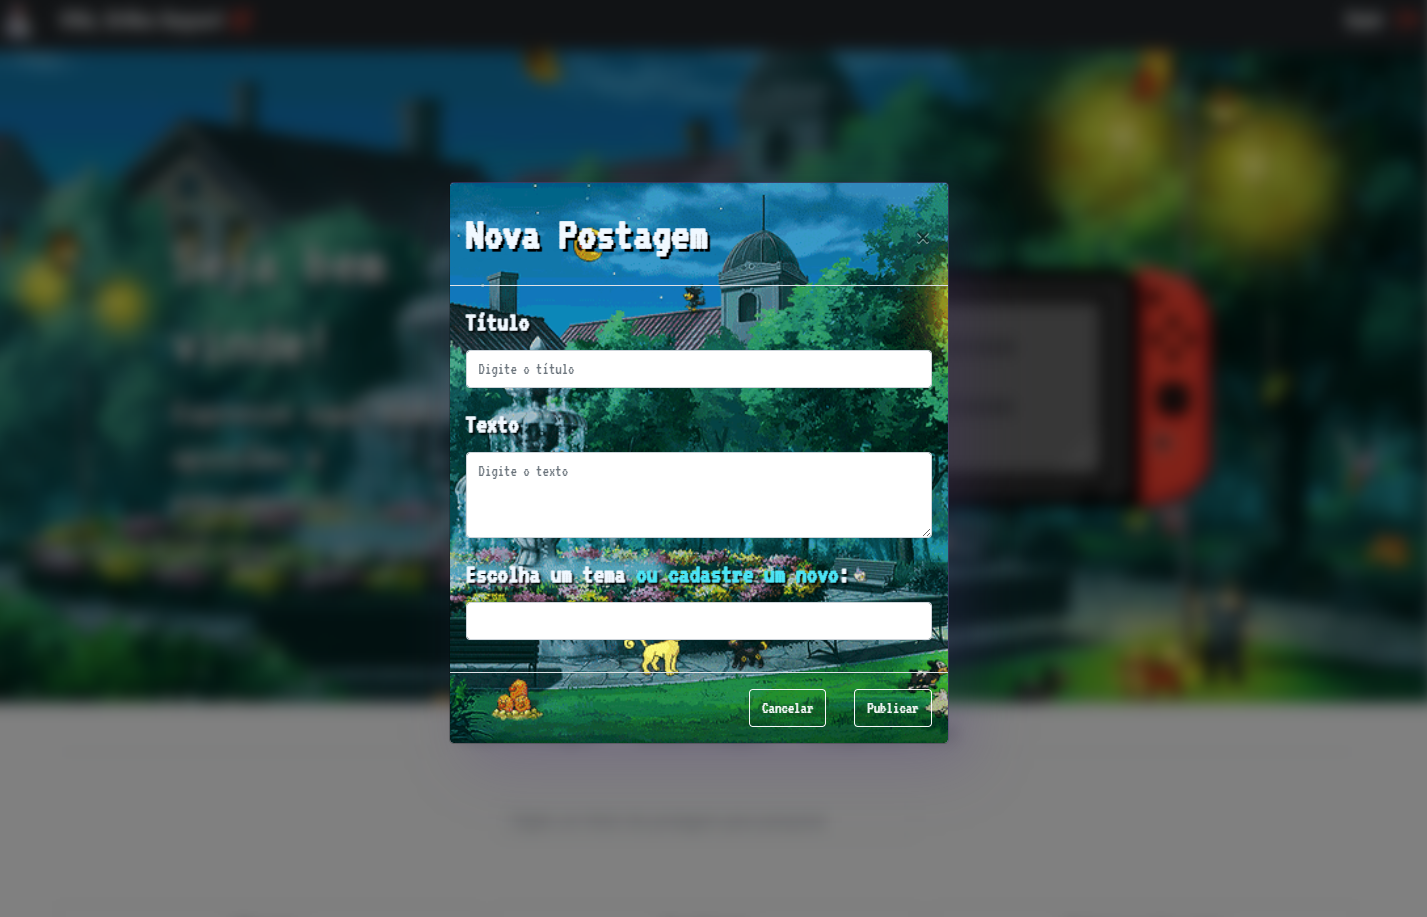 Nova Postagem
×
Título
Digite o título
Texto
Digite o texto
Escolha um tema ou cadastre um novo:
Cancelar
Publicar